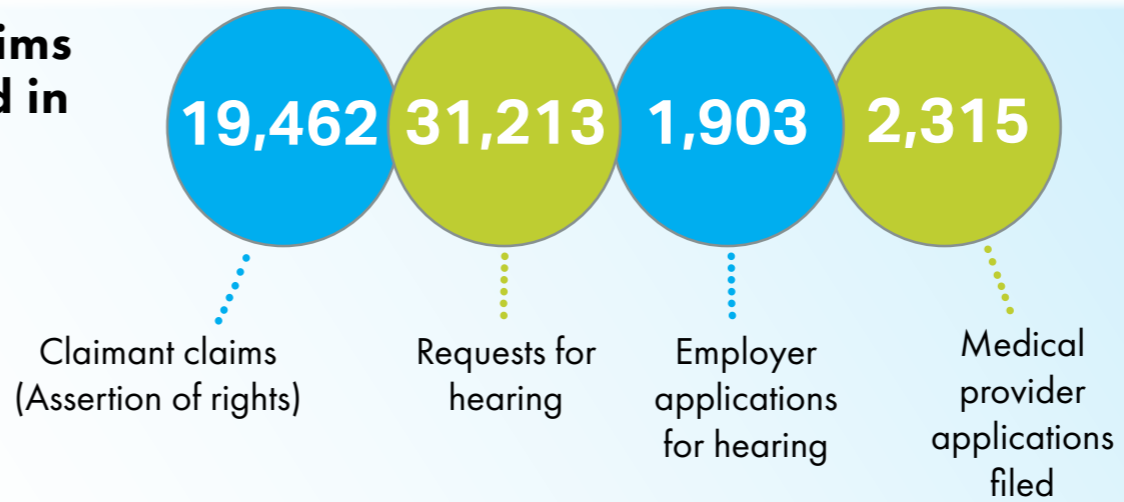 ims
d in
19,462 31,213 1,903 2,315
Claimant claims
(Assertion of rights)
Requests for
hearing
Employer
applications
for hearing
Medical
provider
applications
filed